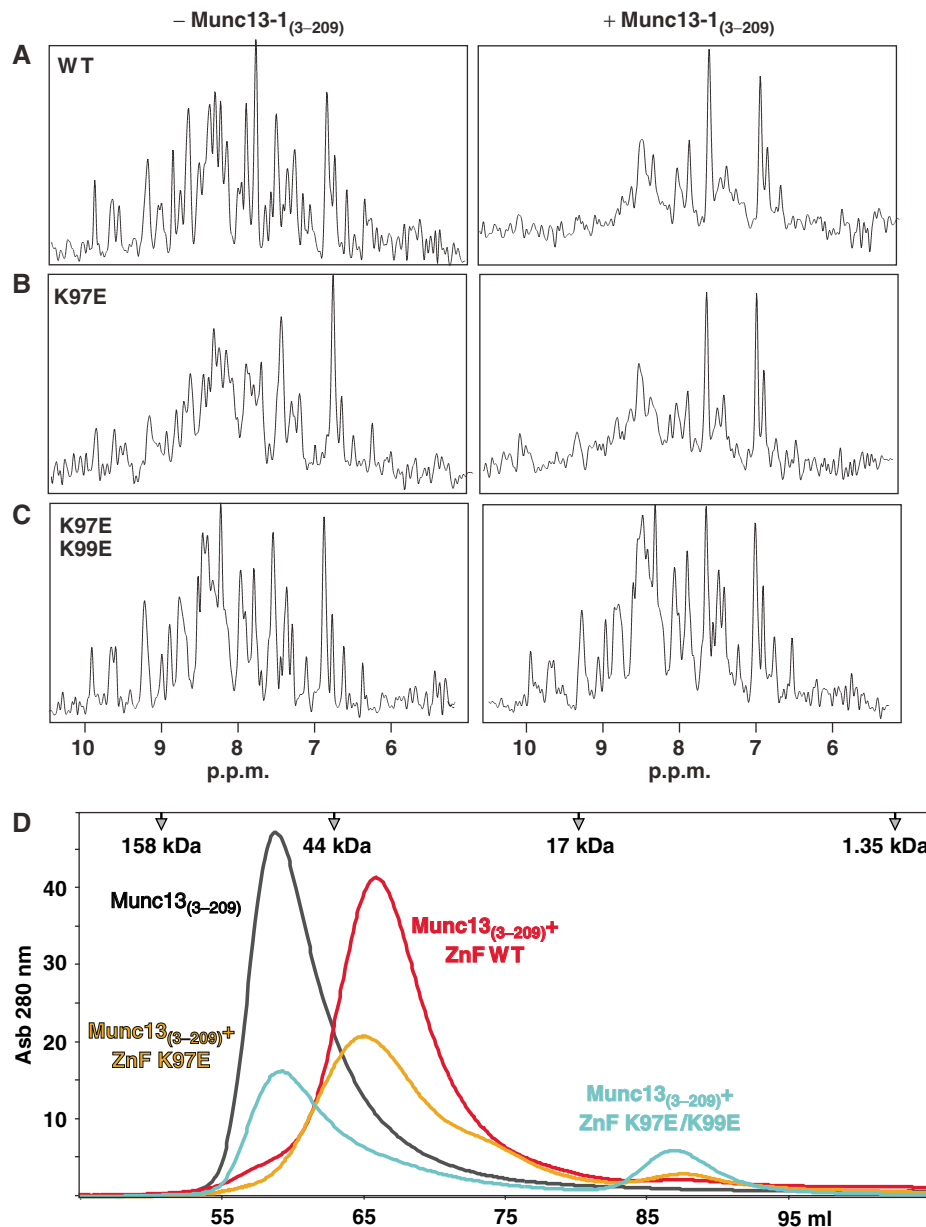 − Munc13-1(3–209)
+ Munc13-1(3–209)
A
WT
B
K97E
C
K97E
K99E
10 9 8 7 6
p.p.m.
10 9 8 7 6
p.p.m.
D
158 kDa 44 kDa 17 kDa 1.35 kDa
Munc13(3–209)
Munc13(3–209)+
ZnF WT
Munc13(3–209)+
ZnF K97E
Munc13(3–209)+
ZnF K97E/K99E
Asb 280 nm
40
30
20
10
55 65 75 85 95 ml